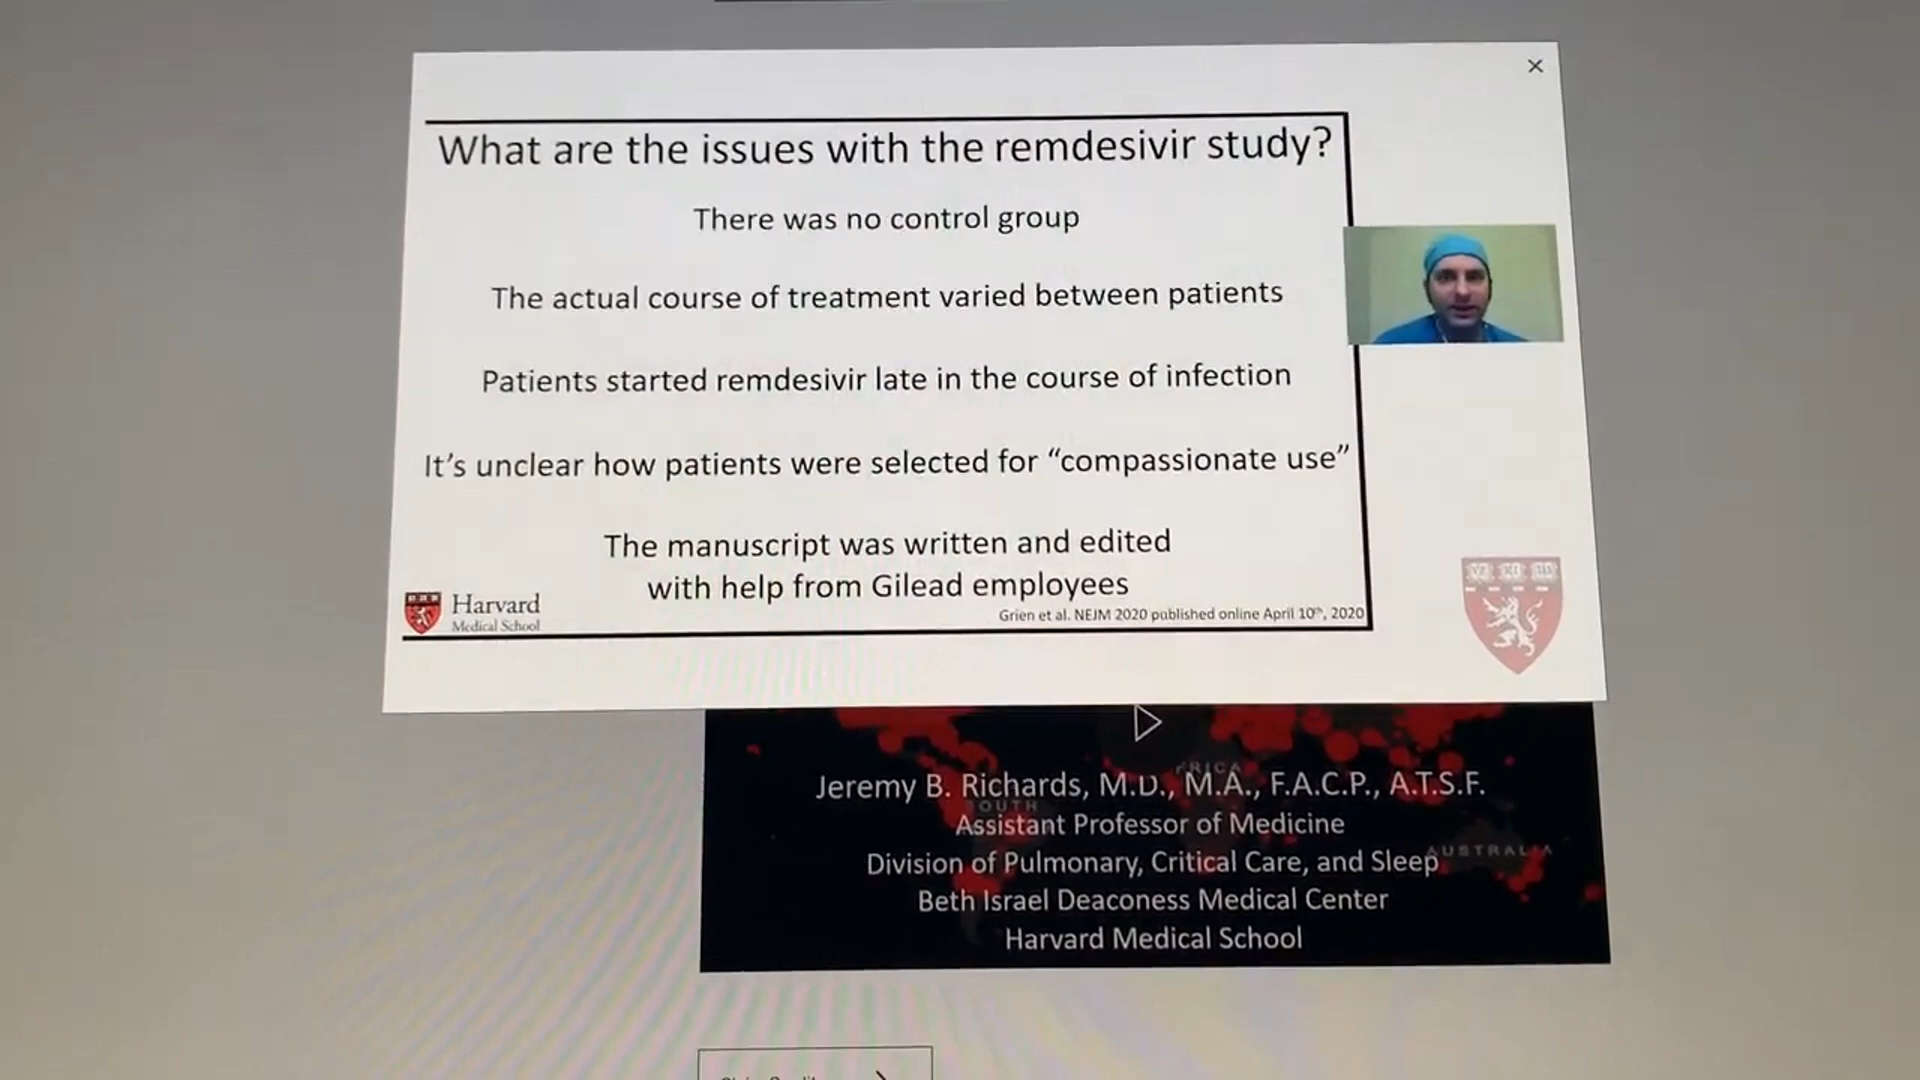 ×
What are the issues with the remdesivir study?
There was no control group
The actual course of treatment varied between patients
Patients started remdesivir late in the course of infection
It's unclear how patients were selected for “compassionate use”
The manuscript was written and edited
with help from Gilead employees
Harvard
Medical School
Grien et al. NEJM 2020 published online April 10th, 2020
Jeremy B. Richards, M.D., M.A., F.A.C.P., A.T.S.F.
Assistant Professor of Medicine
Division of Pulmonary, Critical Care, and Sleep
AUSTRALIA
Beth Israel Deaconess Medical Center
Harvard Medical School